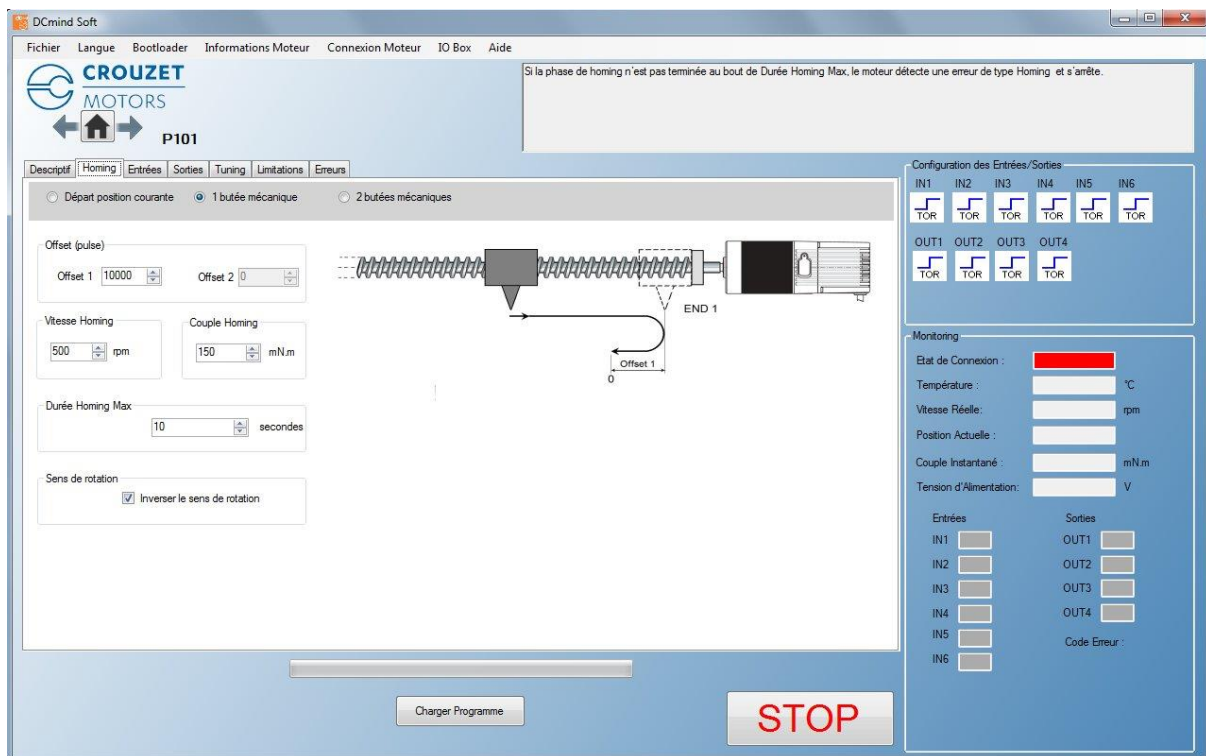 DCmind Soft
Fichier Langue Bootloader Informations Moteur Connexion Moteur IO Box Aide
CROUZET
MOTORS
P101
Si la phase de homing n'est pas terminée au bout de Durée Homing Max, le moteur détecte une erreur de type Homing et s'arrête.
Descriptif Homing Entrées Sorties Tuning Limitations Erreurs
Départ position courante 1 butée mécanique 2 butées mécaniques
Offset (pulse)
Offset 1 10000 Offset 2 0
Vitesse Homing
500 rpm
Couple Homing
150 mN.m
Durée Homing Max
10 secondes
Sens de rotation
Inverser le sens de rotation
END 1
Offset 1
0
Charger Programme
STOP
Configuration des Entrées/Sorties
IN1 IN2 IN3 IN4 IN5 IN6
TOR TOR TOR TOR TOR TOR
OUT1 OUT2 OUT3 OUT4
TOR TOR TOR TOR
Monitoring
Etat de Connexion :
Température : °C
Vitesse Réelle: rpm
Position Actuelle :
Couple Instantané : mN.m
Tension d'Alimentation: V
Entrées Sorties
IN1 OUT1
IN2 OUT2
IN3 OUT3
IN4 OUT4
IN5 Code Erreur :
IN6